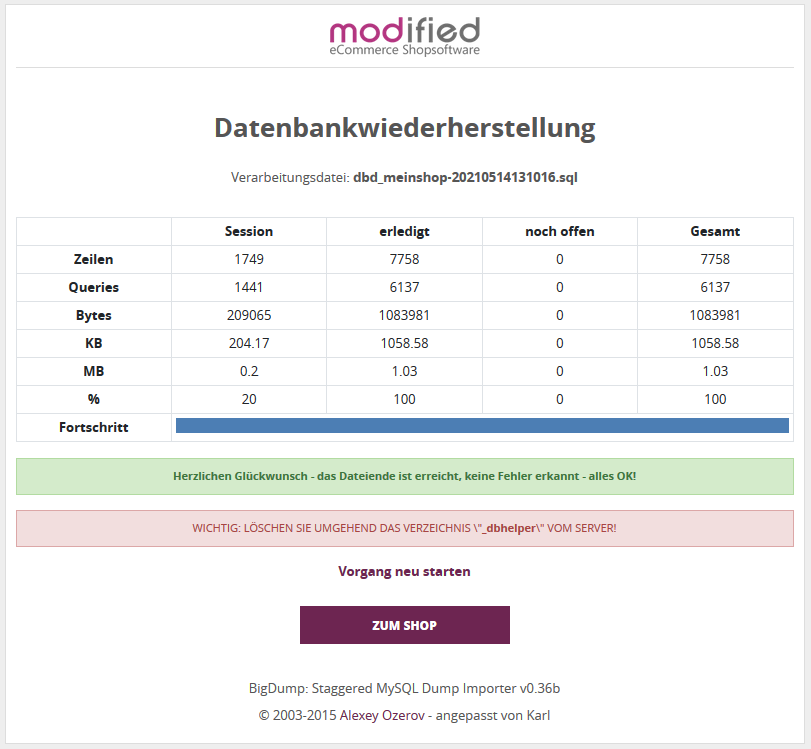 modified
eCommerce Shopsoftware
Datenbankwiederherstellung
Verarbeitungsdatei: dbd_meinshop-20210514131016.sql
Session erledigt noch offen Gesamt
Zeilen 1749 7758 0 7758
Queries 1441 6137 0 6137
Bytes 209065 1083981 0 1083981
KB 204.17 1058.58 0 1058.58
MB 0.2 1.03 0 1.03
% 20 100 0 100
Fortschritt
Herzlichen Glückwunsch - das Dateiende ist erreicht, keine Fehler erkannt - alles OK!
WICHTIG: LÖSCHEN SIE UMGEHEND DAS VERZEICHNIS \"_dbhelper\" VOM SERVER!
Vorgang neu starten
ZUM SHOP
BigDump: Staggered MySQL Dump Importer v0.36b
© 2003-2015 Alexey Ozerov - angepasst von Karl